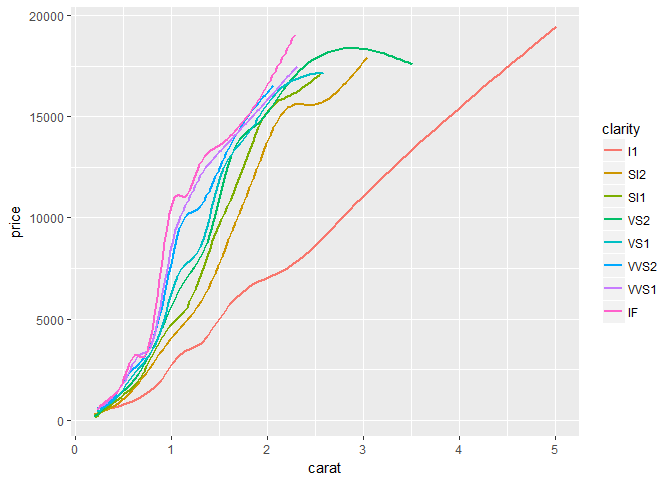 20000
15000
10000
5000
0
price
0
1
2
3
4
5
carat
clarity
I1
SI2
SI1
VS2
VS1
VVS2
VVS1
IF